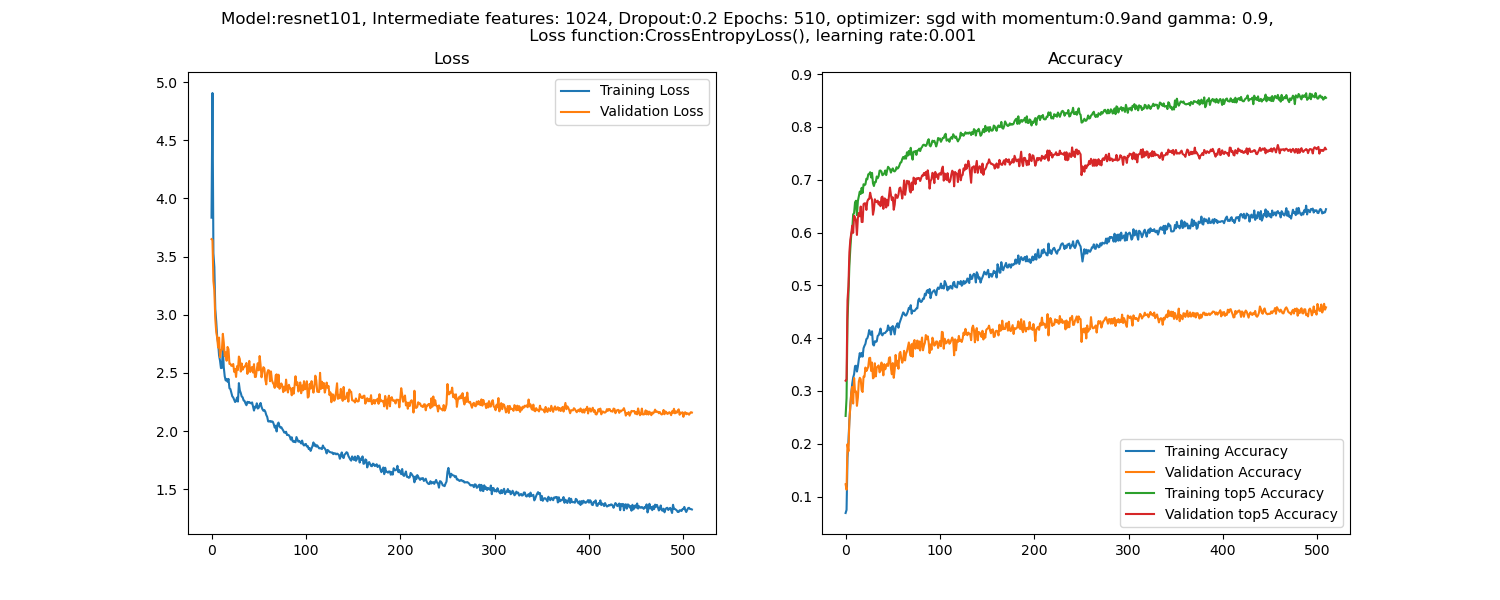 Model:resnet101, Intermediate features: 1024, Dropout:0.2 Epochs: 510, optimizer: sgd with momentum:0.9and gamma: 0.9,
Loss function:CrossEntropyLoss(), learning rate:0.001
Loss
5.0
4.5
4.0
3.5
3.0
2.5
2.0
1.5
0 100 200 300 400 500
Training Loss
Validation Loss
Accuracy
0.9
0.8
0.7
0.6
0.5
0.4
0.3
0.2
0.1
0 100 200 300 400 500
Training Accuracy
Validation Accuracy
Training top5 Accuracy
Validation top5 Accuracy